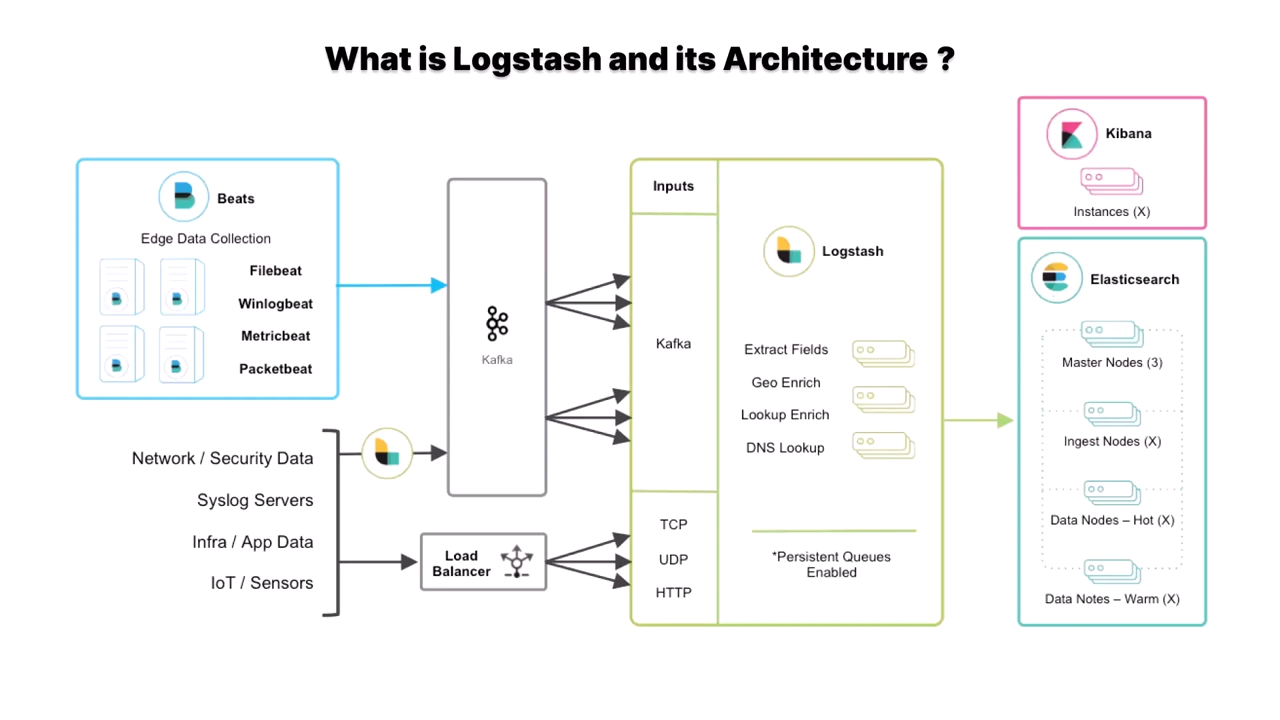 What is Logstash and its Architecture ?
Beats
Edge Data Collection
Filebeat
Winlogbeat
Metricbeat
Packetbeat
Network / Security Data
Syslog Servers
Infra / App Data
IoT / Sensors
Kafka
Load
Balancer
Inputs
Kafka
TCP
UDP
HTTP
Logstash
Extract Fields
Geo Enrich
Lookup Enrich
DNS Lookup
*Persistent Queues
Enabled
Kibana
Instances (X)
Elasticsearch
Master Nodes (3)
Ingest Nodes (X)
Data Nodes – Hot (X)
Data Notes – Warm (X)